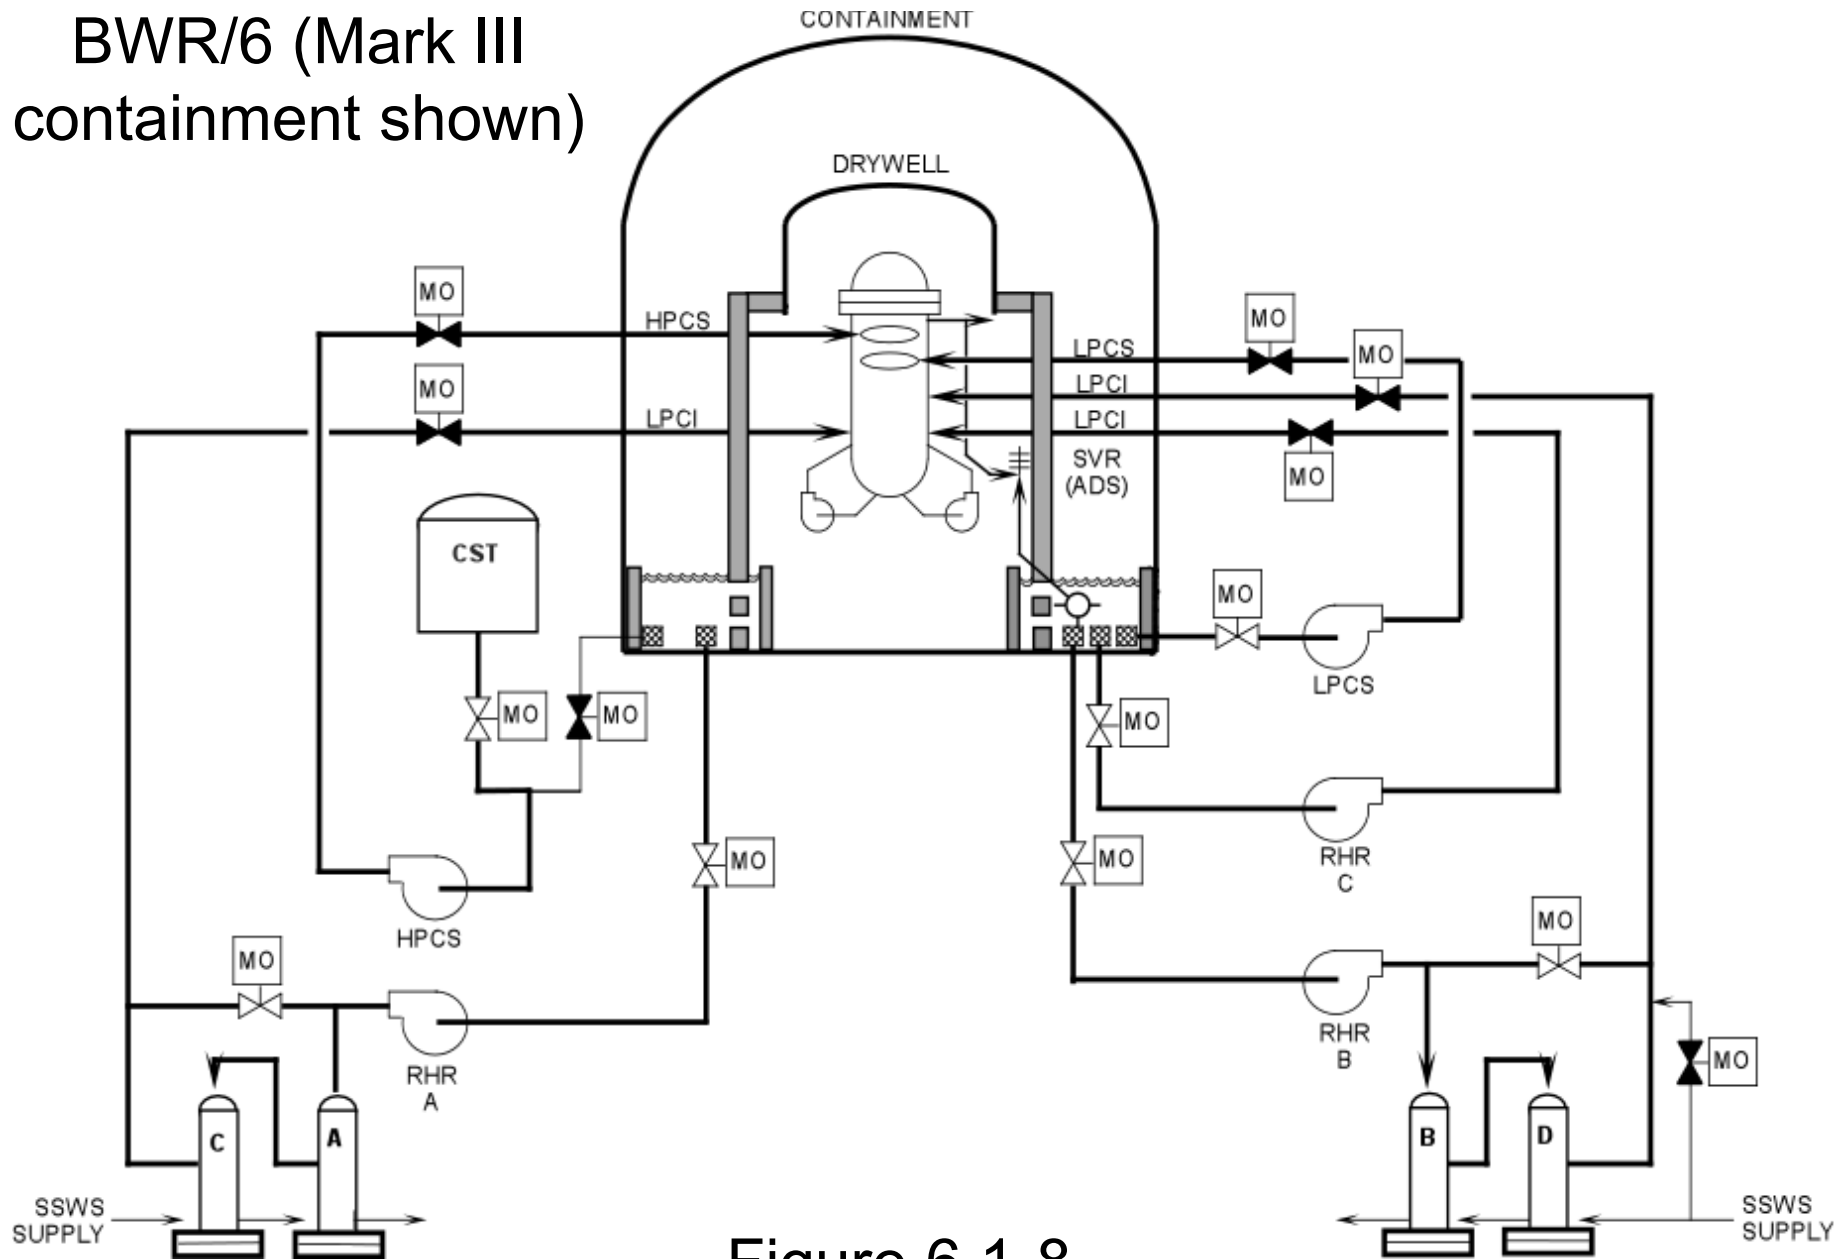 BWR/6 (Mark III
containment shown)
CONTAINMENT
DRYWELL
MO
HPCS
MO
LPCI
MO
LPCS
MO
LPCI
LPCI
MO
SVR
(ADS)
CST
MO
MO
MO
LPCS
MO
MO
RHR
C
MO
MO
HPCS
MO
MO
RHR
B
RHR
A
MO
C
A
B
D
SSWS
SUPPLY
SSWS
SUPPLY
Figure 6.1-8